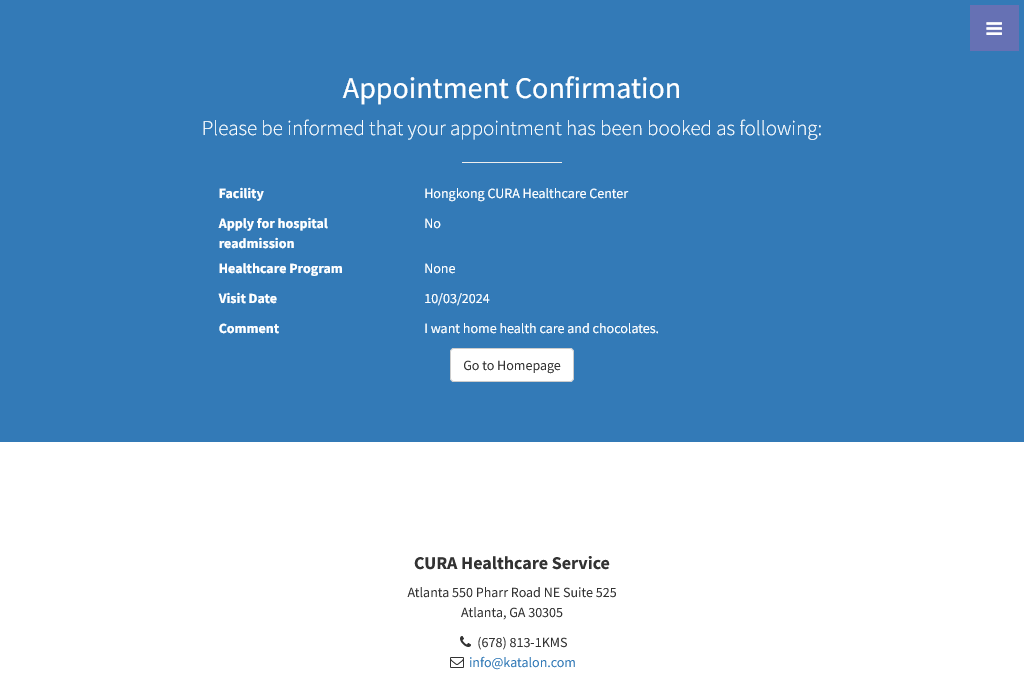 Appointment Confirmation
Please be informed that your appointment has been booked as following:
Facility Hongkong CURA Healthcare Center
Apply for hospital readmission No
Healthcare Program None
Visit Date 10/03/2024
Comment I want home health care and chocolates.
Go to Homepage
CURA Healthcare Service
Atlanta 550 Pharr Road NE Suite 525
Atlanta, GA 30305
(678) 813-1KMS
info@katalon.com